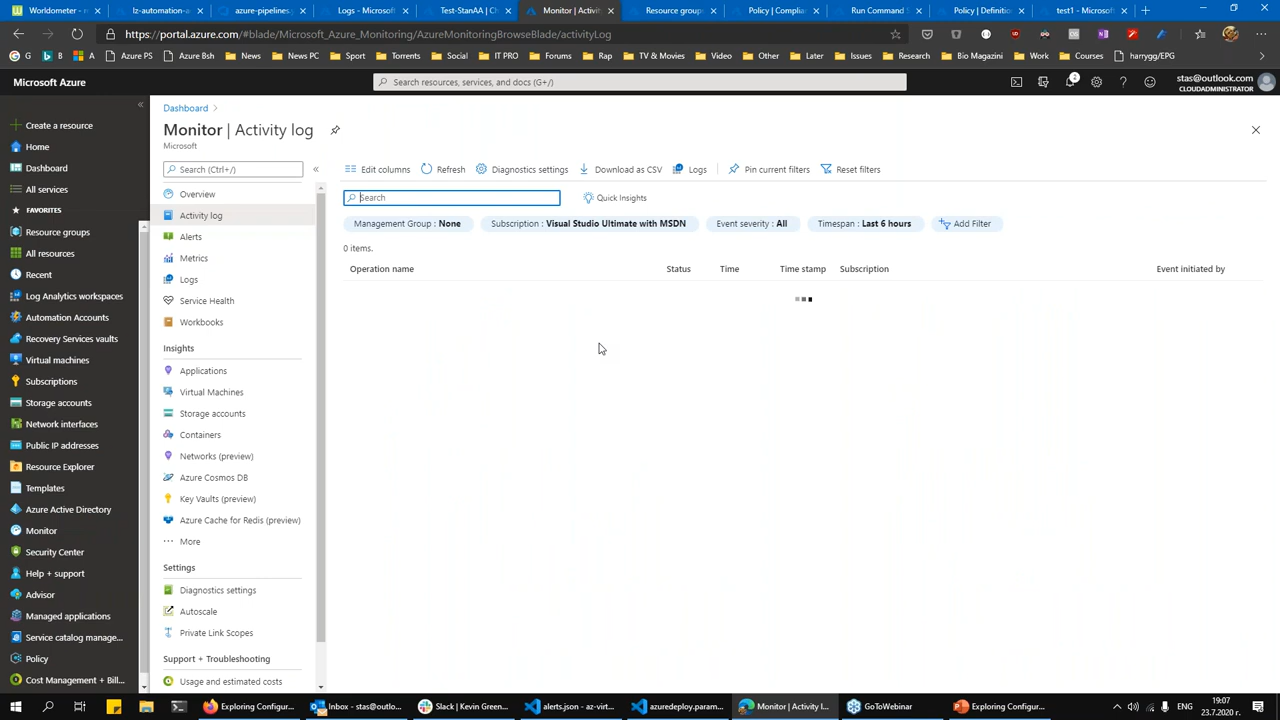 Worldometer - w
lz-automation-a
azure-pipelines
Logs - Microsoft
Test-StanAA | Ch
Monitor | Activity
Resource group
Policy | Complian
Run Command S
Policy | Definition
test1 - Microsoft
https://portal.azure.com/#blade/Microsoft_Azure_Monitoring/AzureMonitoringBrowseBlade/activityLog
G
B
A
Azure PS
Azure Bsh
News
News PC
Sport
Torrents
Social
IT PRO
Forums
Rap
TV & Movies
Video
Other
Later
Issues
Research
Bio Magazini
Work
Courses
harrygg/EPG
Microsoft Azure
Search resources, services, and docs (G+/)
2
stas@outlook.com
CLOUDADMINISTRATOR
Create a resource
Home
Dashboard
All services
FAVORITES
Resource groups
All resources
Recent
Log Analytics workspaces
Automation Accounts
Recovery Services vaults
Virtual machines
Subscriptions
Storage accounts
Network interfaces
Public IP addresses
Resource Explorer
Templates
Azure Active Directory
Monitor
Security Center
Help + support
Advisor
Managed applications
Service catalog manage...
Policy
Cost Management + Bill...
Dashboard
Monitor | Activity log
Microsoft
Search (Ctrl+/)
Overview
Activity log
Alerts
Metrics
Logs
Service Health
Workbooks
Insights
Applications
Virtual Machines
Storage accounts
Containers
Networks (preview)
Azure Cosmos DB
Key Vaults (preview)
Azure Cache for Redis (preview)
More
Settings
Diagnostics settings
Autoscale
Private Link Scopes
Support + Troubleshooting
Usage and estimated costs
Edit columns
Refresh
Diagnostics settings
Download as CSV
Logs
Pin current filters
Reset filters
Search
Quick Insights
Management Group : None
Subscription : Visual Studio Ultimate with MSDN
Event severity : All
Timespan : Last 6 hours
Add Filter
0 items.
Operation name
Status
Time
Time stamp
Subscription
Event initiated by
Exploring Configur...
Inbox - stas@outlo...
Slack | Kevin Green...
alerts.json - az-virt...
azuredeploy.param...
Monitor | Activity l...
GoToWebinar
Exploring Configur...
ENG
19:07
23.7.2020 г.